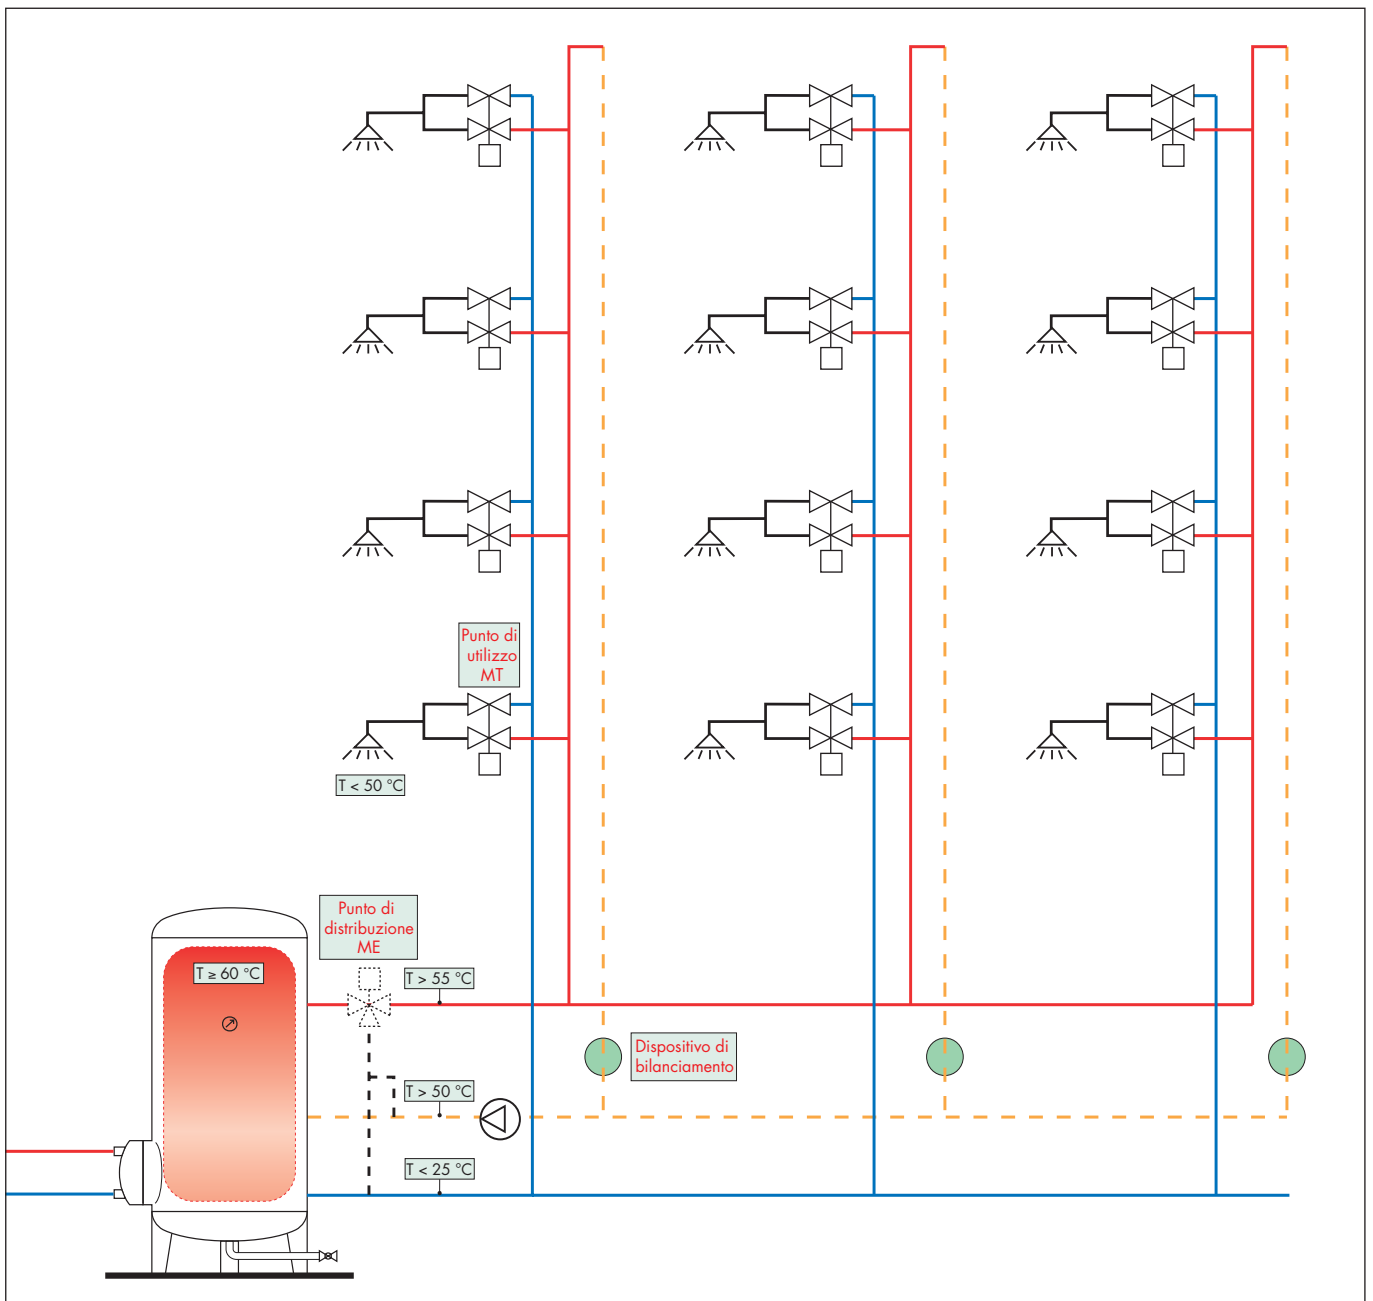 Punto di
utilizzo
MT
T < 50 °C
Punto di
distribuzione
ME
T ≥ 60 °C
T > 55 °C
Dispositivo di
bilanciamento
T > 50 °C
T < 25 °C